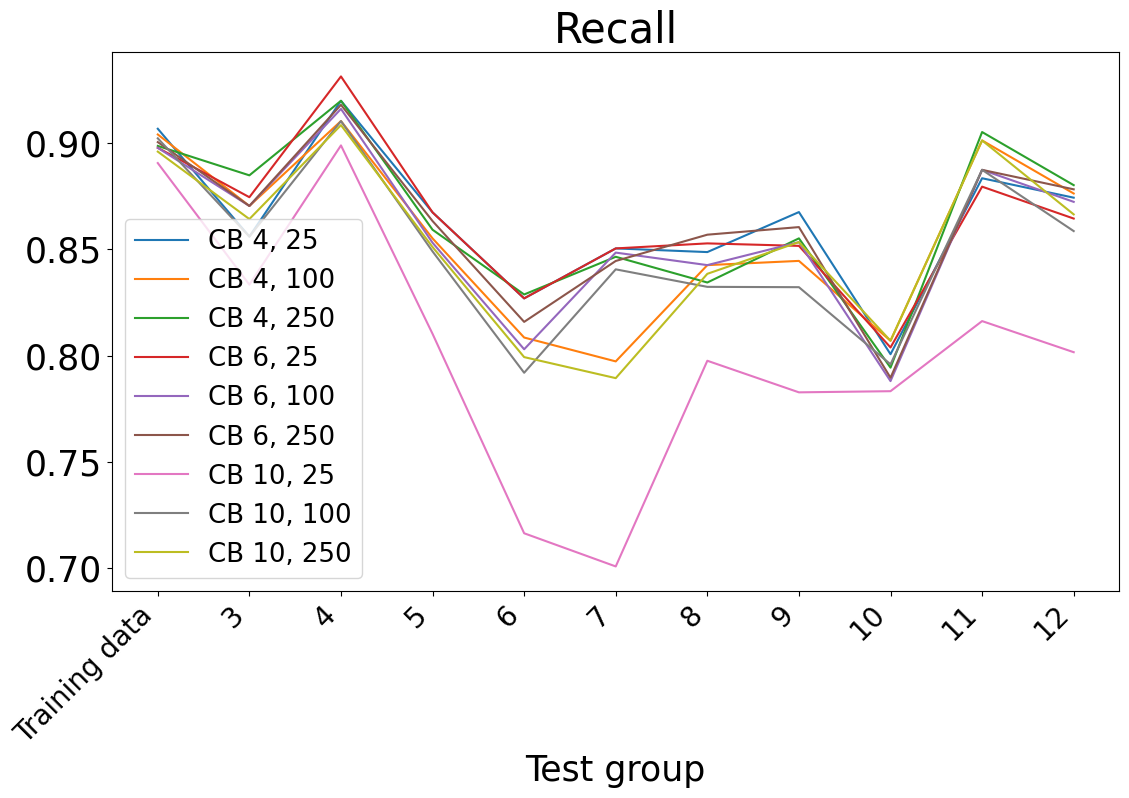 Recall
0.90
0.85
0.80
0.75
0.70
CB 4, 25
CB 4, 100
CB 4, 250
CB 6, 25
CB 6, 100
CB 6, 250
CB 10, 25
CB 10, 100
CB 10, 250
Training data
3
4
5
6
7
8
9
10
11
12
Test group